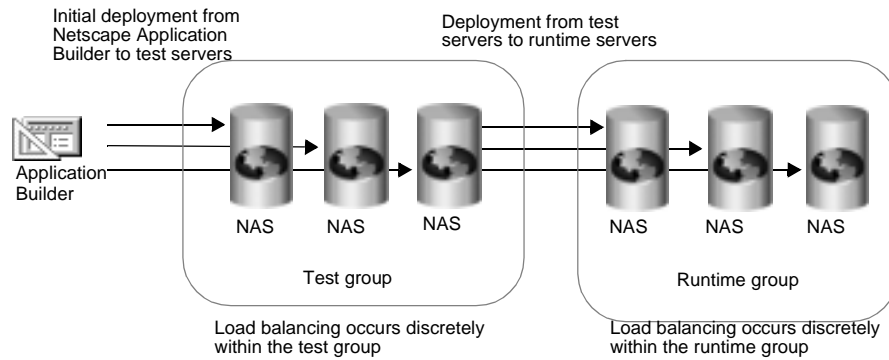 Initial deployment from
Netscape Application
Builder to test servers
Deployment from test
servers to runtime servers
Application
Builder
NAS
NAS
NAS
NAS
NAS
NAS
Test group
Runtime group
Load balancing occurs discretely
within the test group
Load balancing occurs discretely
within the runtime group